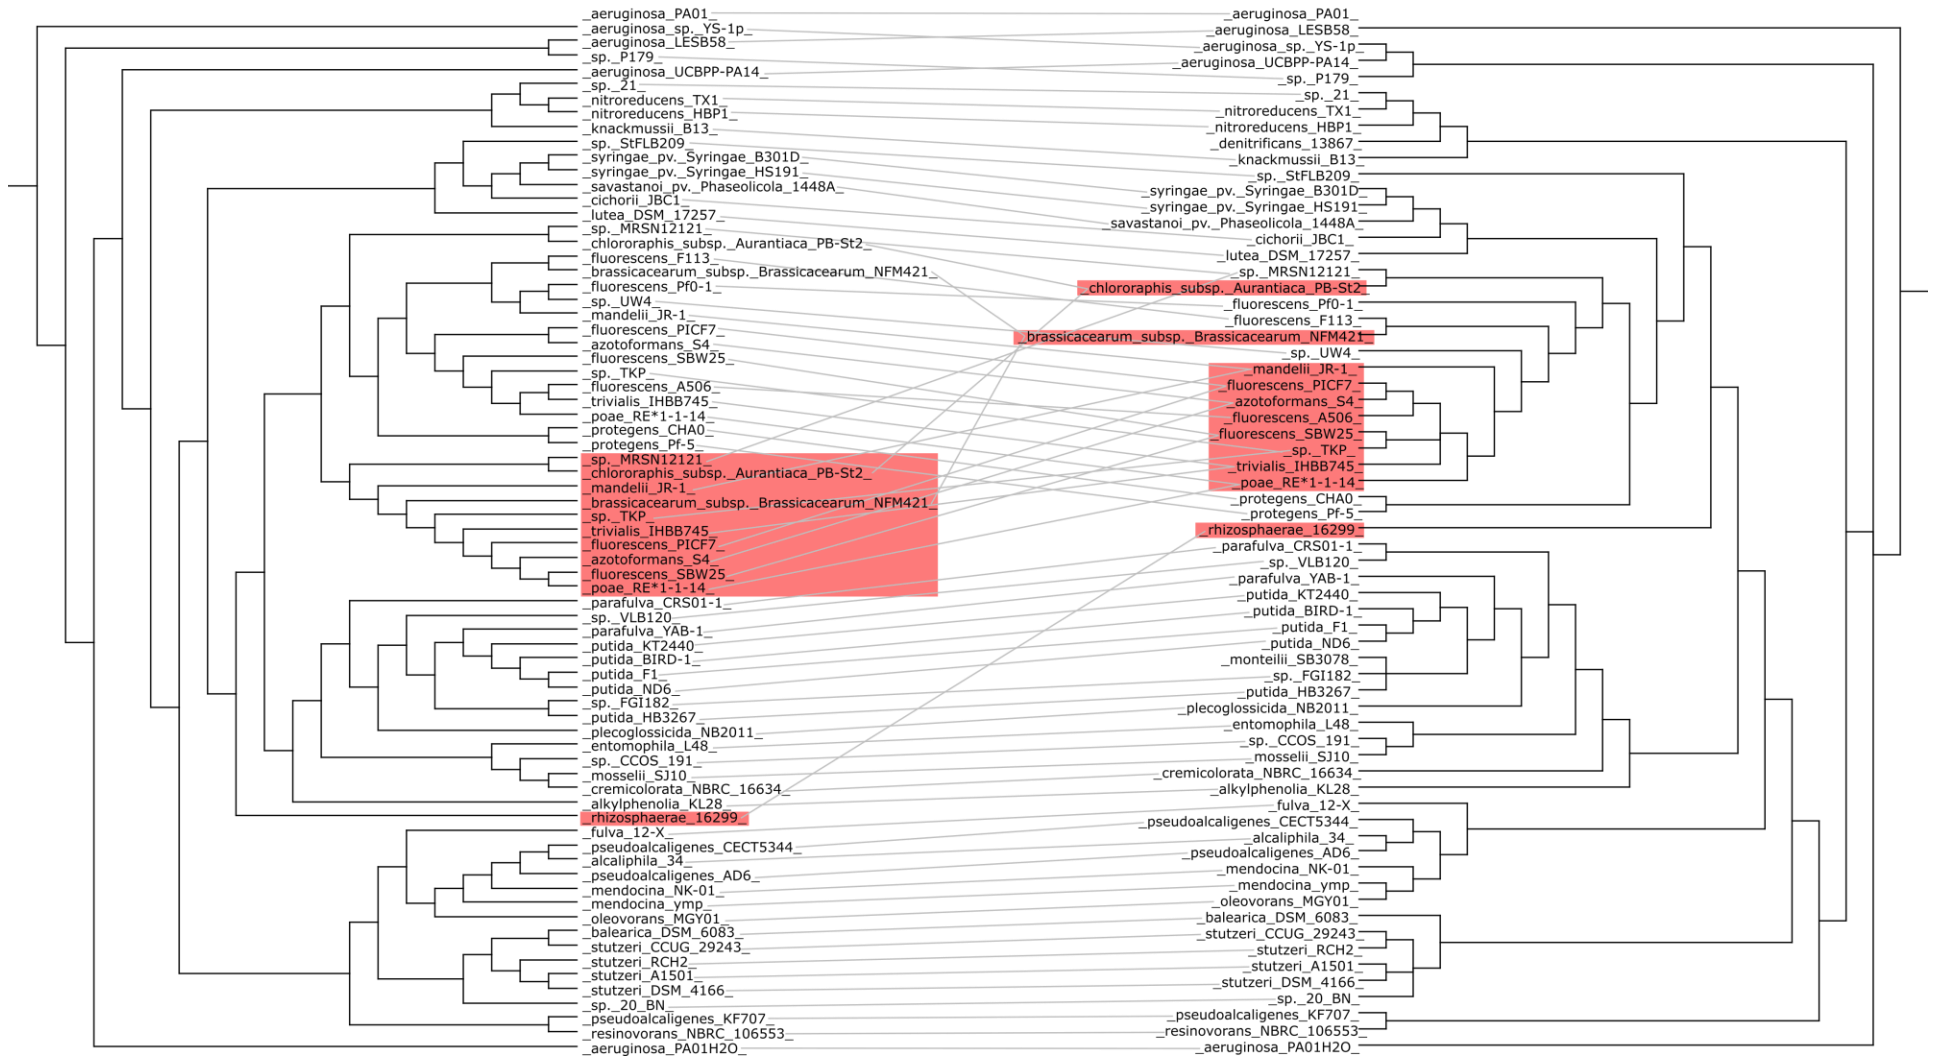 _aeruginosa_PA01_
_aeruginosa_sp._YS-1p_
_aeruginosa_LESB58_
_sp._P179_
_aeruginosa_UCBPP-PA14_
_sp._21_
_nitroreducens_TX1_
_nitroreducens_HBP1_
_knackmussii_B13_
_sp._StFLB209_
_syringae_pv._Syringae_B301D_
_syringae_pv._Syringae_HS191_
_savastanoi_pv._Phaseolicola_1448A_
_cichorii_JBC1_
_lutea_DSM_17257_
_sp._MRSN12121_
_chlororaphis_subsp._Aurantiaca_PB-St2_
_fluorescens_F113_
_brassicacearum_subsp._Brassicacearum_NFM421_
_fluorescens_Pf0-1_
_sp._UW4_
_mandelii_JR-1_
_fluorescens_PICF7_
_azotoformans_S4_
_fluorescens_SBW25_
_sp._TKP_
_fluorescens_A506_
_trivialis_IHBB745_
_poae_RE*1-1-14_
_protegens_CHA0_
_protegens_Pf-5_
_sp._MRSN12121_
_chlororaphis_subsp._Aurantiaca_PB-St2_
_mandelii_JR-1_
_brassicacearum_subsp._Brassicacearum_NFM421_
_sp._TKP_
_trivialis_IHBB745_
_fluorescens_PICF7_
_azotoformans_S4_
_fluorescens_SBW25_
_poae_RE*1-1-14_
_parafulva_CRS01-1_
_sp._VLB120_
_parafulva_YAB-1_
_putida_KT2440_
_putida_BIRD-1_
_putida_F1_
_putida_ND6_
_sp._FGI182_
_putida_HB3267_
_plecoglossicida_NB2011_
_entomophila_L48_
_sp._CCOS_191_
_mosselii_SJ10_
_cremicolorata_NBRC_16634_
_alkylphenolia_KL28_
_rhizosphaerae_16299_
_fulva_12-X_
_pseudoalcaligenes_CECT5344_
_alcaliphila_34_
_pseudoalcaligenes_AD6_
_mendocina_NK-01_
_mendocina_ymp_
_oleovorans_MGY01_
_balearica_DSM_6083_
_stutzeri_CCUG_29243_
_stutzeri_RCH2_
_stutzeri_A1501_
_stutzeri_DSM_4166_
_sp._20_BN_
_pseudoalcaligenes_KF707_
_resinovorans_NBRC_106553_
_aeruginosa_PA01H2O_
_aeruginosa_PA01_
_aeruginosa_LESB58_
_aeruginosa_sp._YS-1p_
_aeruginosa_UCBPP-PA14_
_sp._P179_
_sp._21_
_nitroreducens_TX1_
_nitroreducens_HBP1_
_denitrificans_13867_
_knackmussii_B13_
_sp._StFLB209_
_syringae_pv._Syringae_B301D_
_syringae_pv._Syringae_HS191_
_savastanoi_pv._Phaseolicola_1448A_
_cichorii_JBC1_
_lutea_DSM_17257_
_sp._MRSN12121_
_chlororaphis_subsp._Aurantiaca_PB-St2_
_fluorescens_Pf0-1_
_fluorescens_F113_
_brassicacearum_subsp._Brassicacearum_NFM421_
_sp._UW4_
_mandelii_JR-1_
_fluorescens_PICF7_
_azotoformans_S4_
_fluorescens_A506_
_fluorescens_SBW25_
_sp._TKP_
_trivialis_IHBB745_
_poae_RE*1-1-14_
_protegens_CHA0_
_protegens_Pf-5_
_rhizosphaerae_16299_
_parafulva_CRS01-1_
_sp._VLB120_
_parafulva_YAB-1_
_putida_KT2440_
_putida_BIRD-1_
_putida_F1_
_putida_ND6_
_monteilii_SB3078_
_sp._FGI182_
_putida_HB3267_
_plecoglossicida_NB2011_
_entomophila_L48_
_sp._CCOS_191_
_mosselii_SJ10_
_cremicolorata_NBRC_16634_
_alkylphenolia_KL28_
_fulva_12-X_
_pseudoalcaligenes_CECT5344_
_alcaliphila_34_
_pseudoalcaligenes_AD6_
_mendocina_NK-01_
_mendocina_ymp_
_oleovorans_MGY01_
_balearica_DSM_6083_
_stutzeri_CCUG_29243_
_stutzeri_RCH2_
_stutzeri_A1501_
_stutzeri_DSM_4166_
_sp._20_BN_
_pseudoalcaligenes_KF707_
_resinovorans_NBRC_106553_
_aeruginosa_PA01H2O_